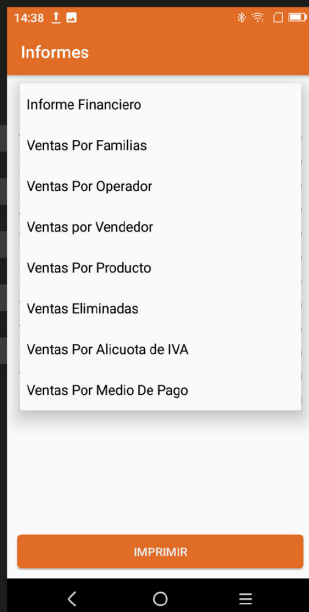 14:38
Informes
Informe Financiero
Ventas Por Familias
Ventas Por Operador
Ventas por Vendedor
Ventas Por Producto
Ventas Eliminadas
Ventas Por Alicuota de IVA
Ventas Por Medio De Pago
IMPRIMIR